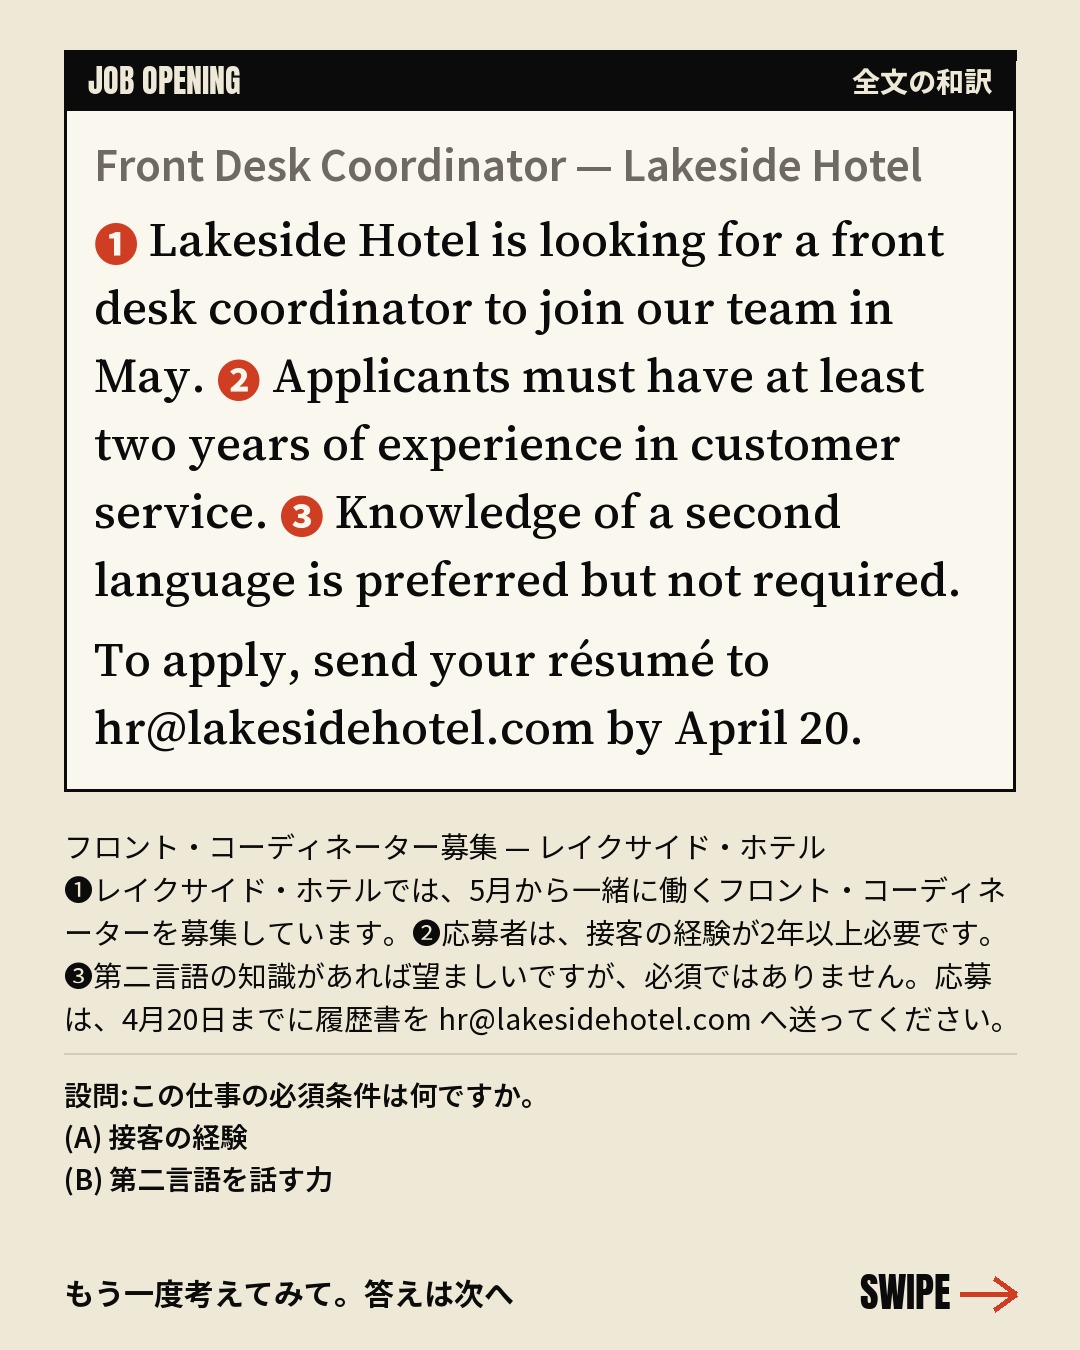 JOB OPENING
全文の和訳
Front Desk Coordinator — Lakeside Hotel
❶ Lakeside Hotel is looking for a front
desk coordinator to join our team in
May. ❷ Applicants must have at least
two years of experience in customer
service. ❸ Knowledge of a second
language is preferred but not required.
To apply, send your résumé to
hr@lakesidehotel.com by April 20.
フロント・コーディネーター募集 — レイクサイド・ホテル
❶レイクサイド・ホテルでは、5月から一緒に働くフロント・コーディネ
ーターを募集しています。❷応募者は、接客の経験が2年以上必要です。
❸第二言語の知識があれば望ましいですが、必須ではありません。応募
は、4月20日までに履歴書を hr@lakesidehotel.com へ送ってください。
設問:この仕事の必須条件は何ですか。
(A) 接客の経験
(B) 第二言語を話す力
もう一度考えてみて。答えは次へ
SWIPE →